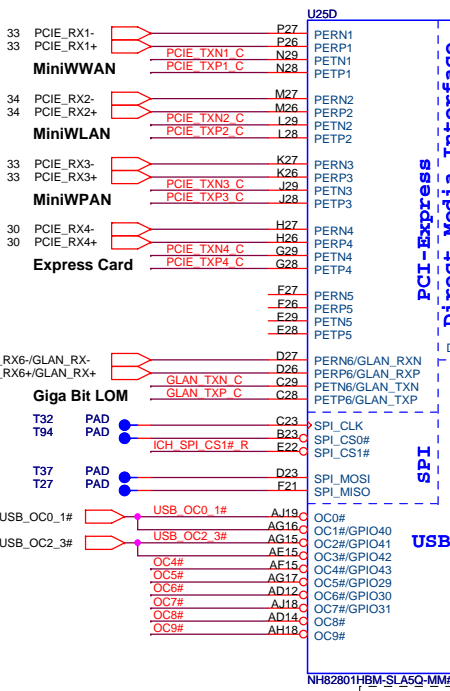 U25D
33 PCIE_RX1- P27 PERN1
33 PCIE_RX1+ P26 PERP1
PCIE_TXN1_C N29 PETN1
PCIE_TXP1_C N28 PETP1
MiniWWAN
34 PCIE_RX2- M27 PERN2
34 PCIE_RX2+ M26 PERP2
PCIE_TXN2_C L29 PETN2
PCIE_TXP2_C L28 PETP2
MiniWLAN
33 PCIE_RX3- K27 PERN3
33 PCIE_RX3+ K26 PERP3
PCIE_TXN3_C J29 PETN3
PCIE_TXP3_C J28 PETP3
MiniWPAN
30 PCIE_RX4- H27 PERN4
30 PCIE_RX4+ H26 PERP4
PCIE_TXN4_C G29 PETN4
PCIE_TXP4_C G28 PETP4
Express Card
F27 PERN5
F26 PERP5
E29 PETN5
E28 PETP5
PCI-Express
Direct Media Interface
_RX6-/GLAN_RX- D27 PERN6/GLAN_RXN
_RX6+/GLAN_RX+ D26 PERP6/GLAN_RXP
GLAN_TXN_C C29 PETN6/GLAN_TXN
GLAN_TXP_C C28 PETP6/GLAN_TXP
Giga Bit LOM
T32 PAD C23 SPI_CLK
T94 PAD B23 SPI_CS0#
ICH_SPI_CS1#_R E22 SPI_CS1#
T37 PAD D23 SPI_MOSI
T27 PAD F21 SPI_MISO
SPI
USB_OC0_1# USB_OC0_1# AJ19 OC0#
AG16 OC1#/GPIO40
USB_OC2_3# USB_OC2_3# AG15 OC2#/GPIO41
AE15 OC3#/GPIO42
OC4# AF15 OC4#/GPIO43
OC5# AG17 OC5#/GPIO29
OC6# AD12 OC6#/GPIO30
OC7# AJ18 OC7#/GPIO31
OC8# AD14 OC8#
OC9# AH18 OC9#
USB
NH82801HBM-SLA5Q-MM#